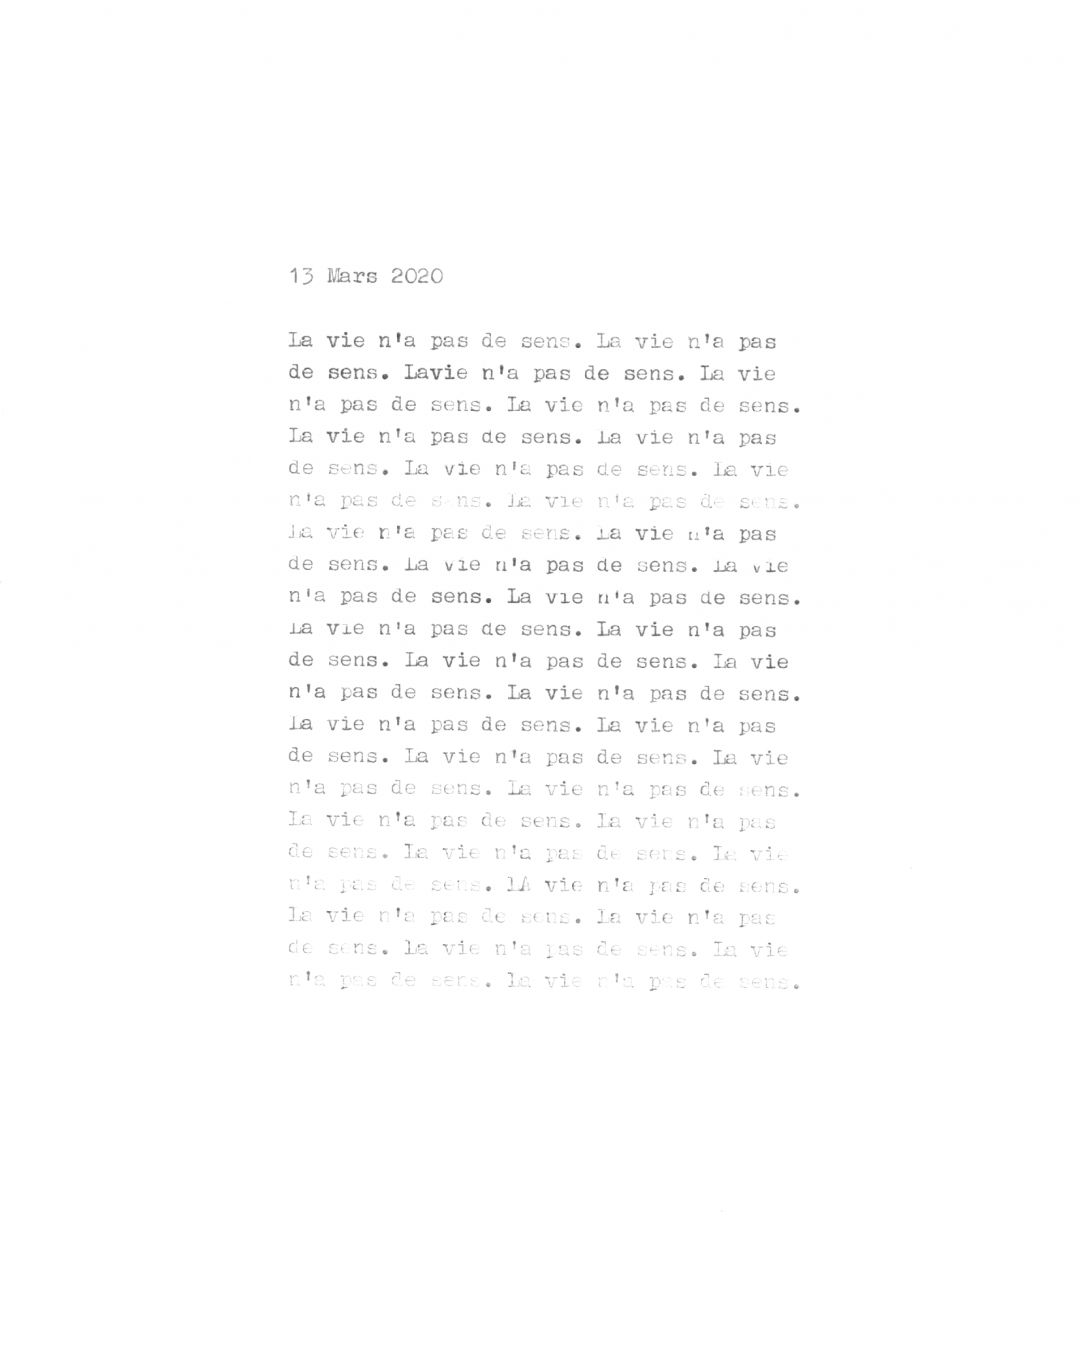 13 Mars 2020
La vie n'a pas de sens. La vie n'a pas
de sens. Lavie n'a pas de sens. La vie
n'a pas de sens. La vie n'a pas de sens.
La vie n'a pas de sens. La vie n'a pas
de sens. La vie n'a pas de sens. la vie
n'a pas de sens. la vie n'a pas de sens.
La vie n'a pas de sens. La vie n'a pas
de sens. La vie n'a pas de sens. La vie
n'a pas de sens. La vie n'a pas de sens.
La vie n'a pas de sens. La vie n'a pas
de sens. La vie n'a pas de sens. La vie
n'a pas de sens. La vie n'a pas de sens.
la vie n'a pas de sens. La vie n'a pas
de sens. La vie n'a pas de sens. La vie
n'a pas de sens. La vie n'a pas de sens.
La vie n'a pas de sens. la vie n'a pas
de sens. La vie n'a pas de sens. La vie
n'a pas de sens. lA vie n'a pas de sens.
la vie n'a pas de sens. la vie n'a pas
de sens. la vie n'a pas de sens. La vie
n'a pas de sens. la vie n'a pas de sens.